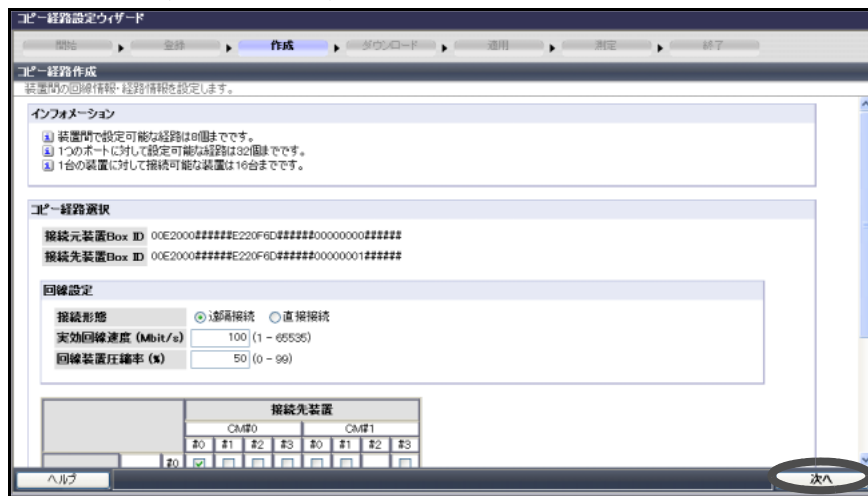 コピー経路設定ウィザード
開始 登録 作成 ダウンロード 適用 測定 終了
コピー経路作成
装置間の回線情報・経路情報を設定します。
インフォメーション
装置間で設定可能な経路は8個までです。
1つのポートに対して設定可能な経路は32個までです。
1台の装置に対して接続可能な装置は16台までです。
コピー経路選択
接続元装置Box ID 00E2000######E220F6D######00000000######
接続先装置Box ID 00E2000######E220F6D######00000001######
回線設定
接続形態 遠隔接続 直接接続
実効回線速度 (Mbit/s) 100 (1 - 65535)
回線装置圧縮率 (%) 50 (0 - 99)
接続先装置
CM#0 CM#1
#0 #1 #2 #3 #0 #1 #2 #3
#0
ヘルプ 次へ